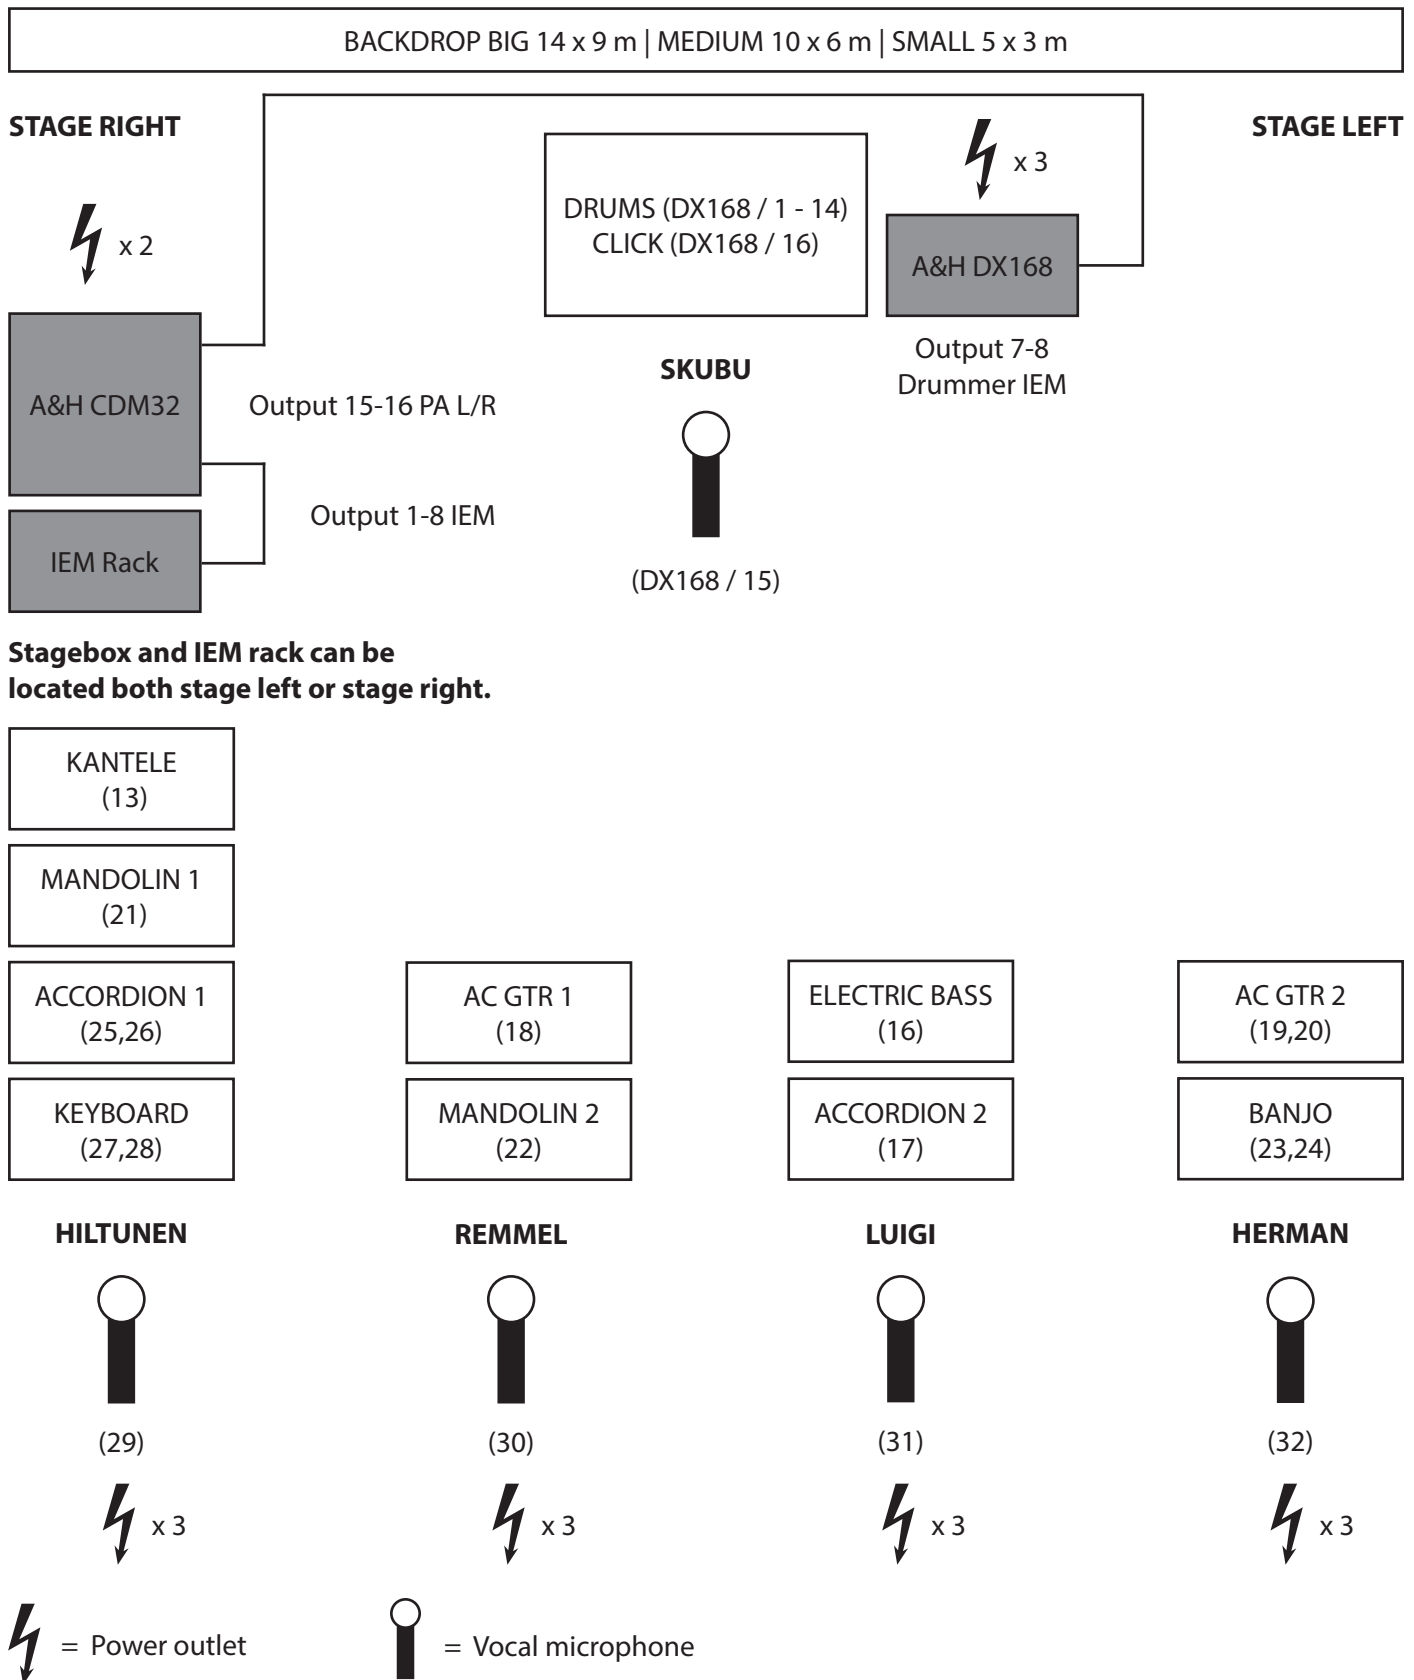 BACKDROP BIG 14 x 9 m | MEDIUM 10 x 6 m | SMALL 5 x 3 m
STAGE RIGHT
STAGE LEFT
x 3
x 2
DRUMS (DX168 / 1 - 14)
CLICK (DX168 / 16)
A&H DX168
Output 7-8
Drummer IEM
SKUBU
(DX168 / 15)
A&H CDM32
Output 15-16 PA L/R
Output 1-8 IEM
IEM Rack
Stagebox and IEM rack can be
located both stage left or stage right.
KANTELE
(13)
MANDOLIN 1
(21)
ACCORDION 1
(25,26)
KEYBOARD
(27,28)
HILTUNEN
(29)
x 3
AC GTR 1
(18)
MANDOLIN 2
(22)
REMMEL
(30)
x 3
ELECTRIC BASS
(16)
ACCORDION 2
(17)
LUIGI
(31)
x 3
AC GTR 2
(19,20)
BANJO
(23,24)
HERMAN
(32)
x 3
= Power outlet
= Vocal microphone